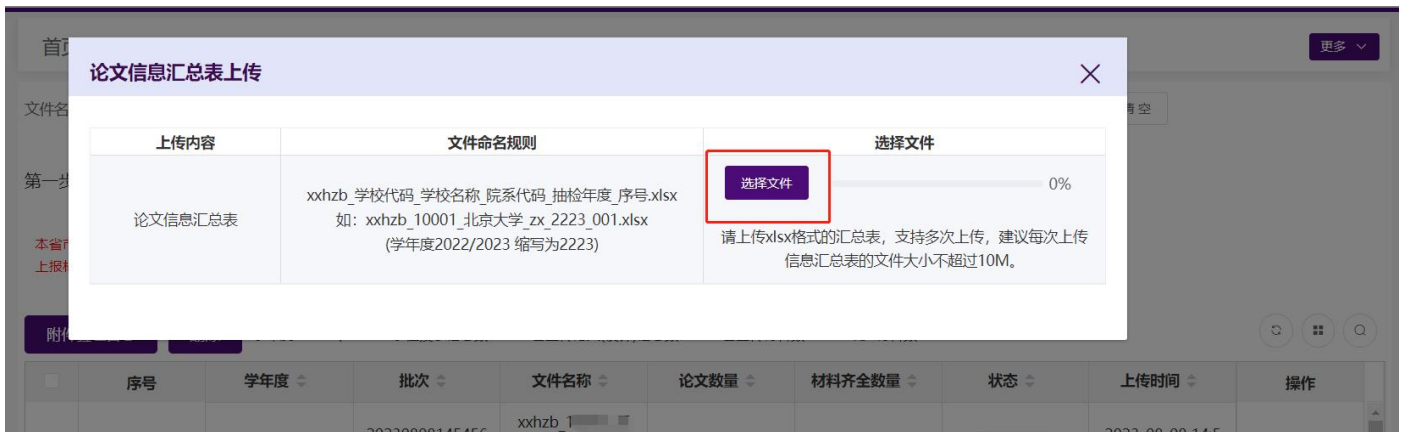 更多
论文信息汇总表上传
文件名
空
上传内容 文件命名规则 选择文件
第一步
论文信息汇总表
xxhzb_学校代码_学校名称_院系代码_抽检年度_序号.xlsx
如：xxhzb_10001_北京大学_zx_2223_001.xlsx
(学年度2022/2023 缩写为2223)
选择文件 0%
请上传xlsx格式的汇总表，支持多次上传，建议每次上传
信息汇总表的文件大小不超过10M。
本省
上报
序号 学年度 批次 文件名称 论文数量 材料齐全数量 状态 上传时间 操作
xxhzb_1